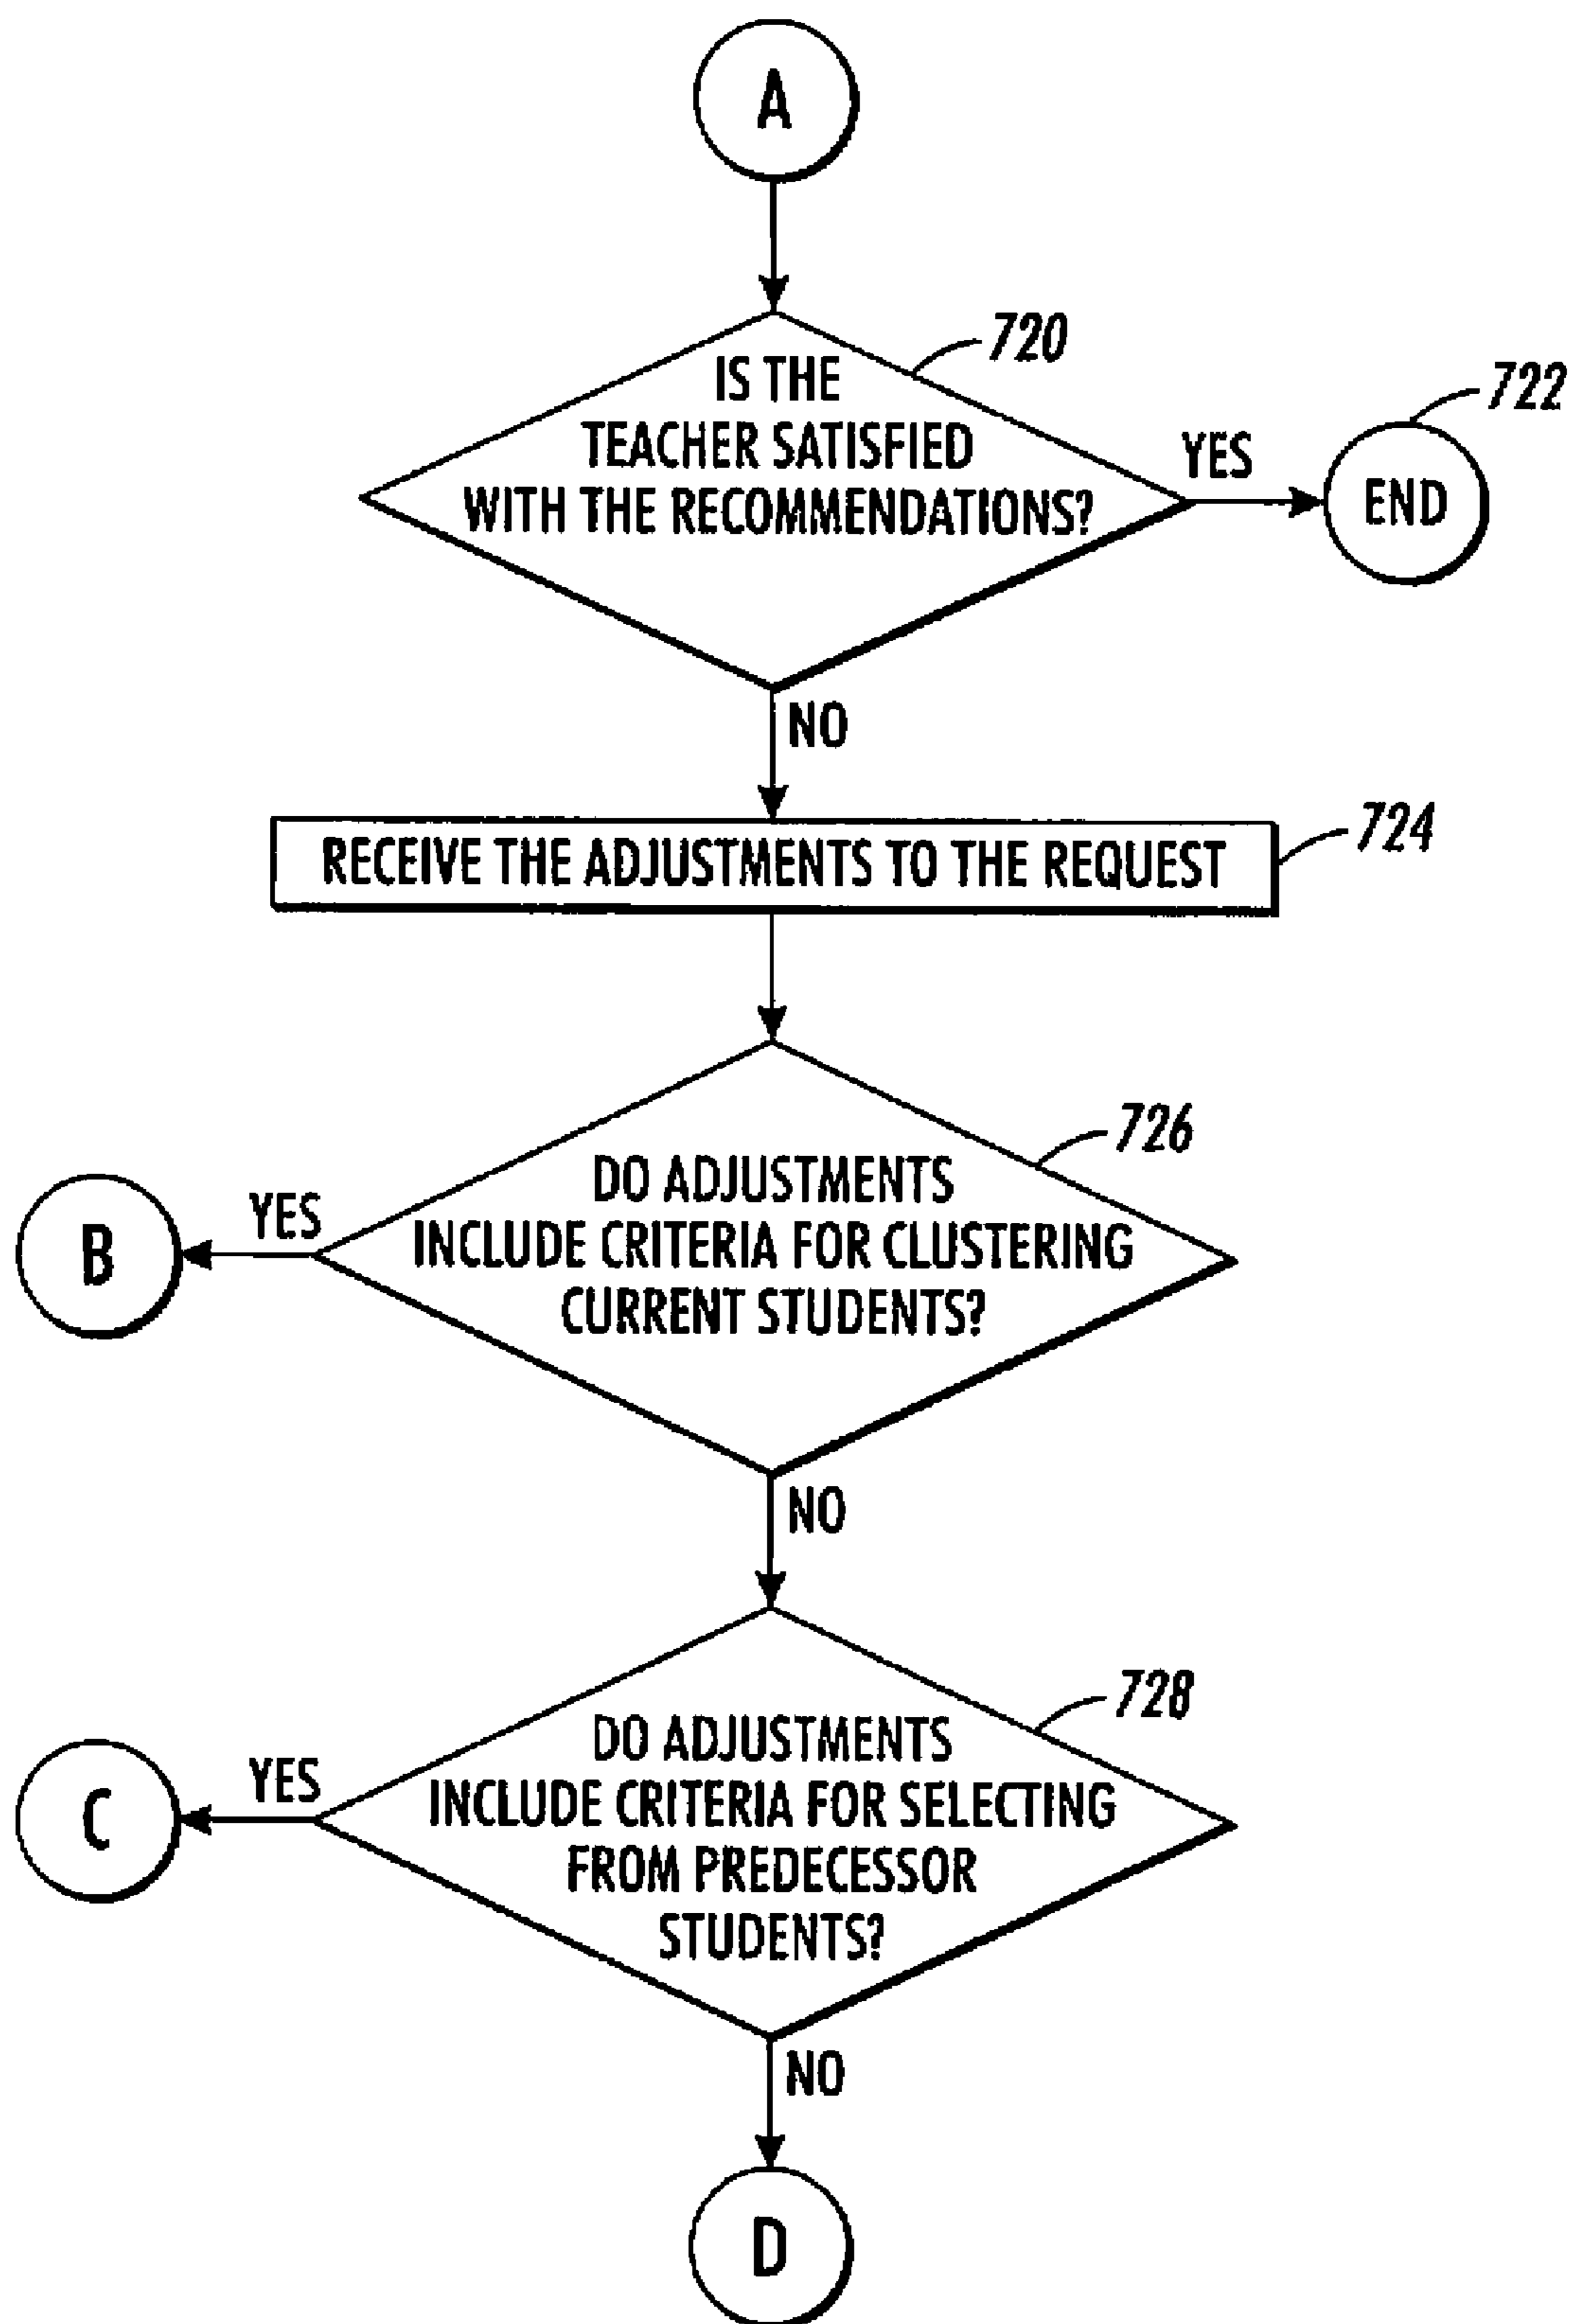 A
720
IS THE
TEACHER SATISFIED
WITH THE RECOMMENDATIONS?
YES
722
END
NO
724
RECEIVE THE ADJUSTMENTS TO THE REQUEST
726
DO ADJUSTMENTS
INCLUDE CRITERIA FOR CLUSTERING
CURRENT STUDENTS?
YES
B
NO
728
DO ADJUSTMENTS
INCLUDE CRITERIA FOR SELECTING
FROM PREDECESSOR
STUDENTS?
YES
C
NO
D